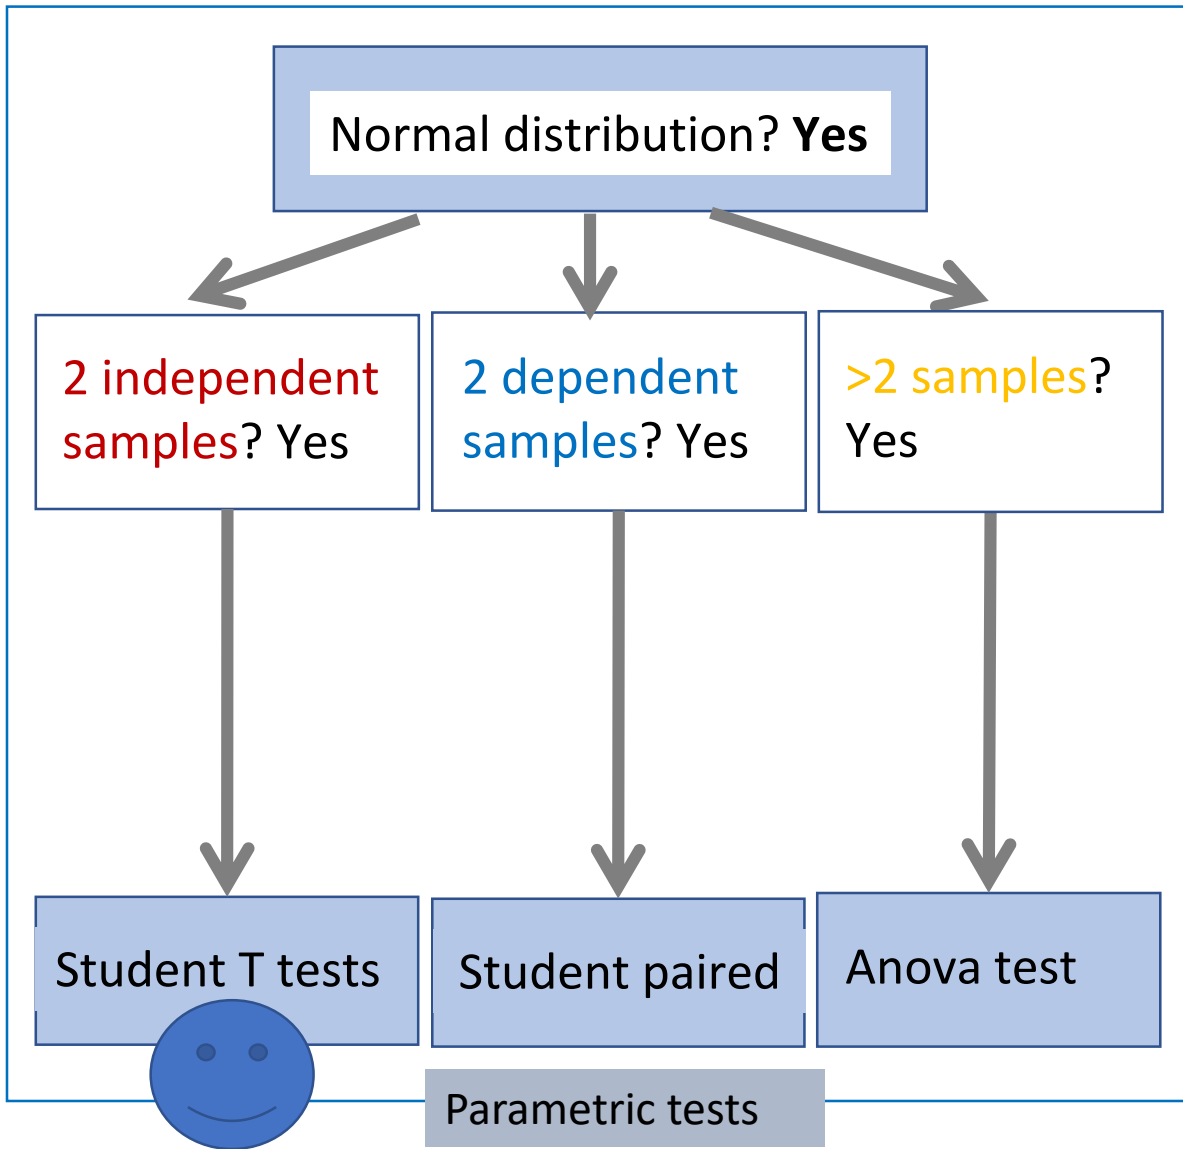 Normal distribution? Yes
2 independent
samples? Yes
2 dependent
samples? Yes
>2 samples?
Yes
Student T tests
Student paired
Anova test
Parametric tests